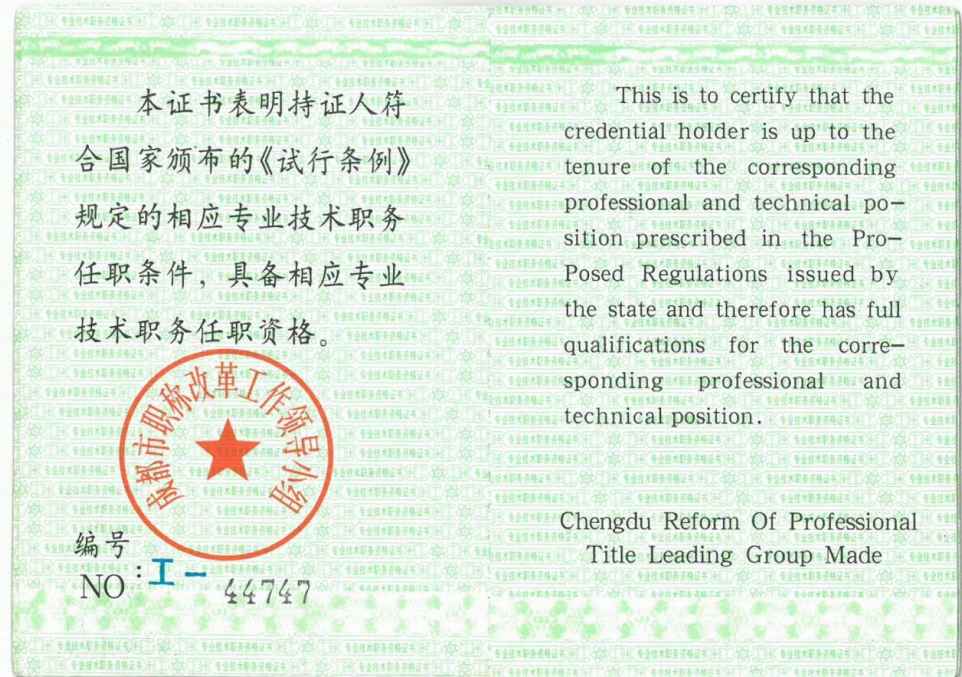 本证书表明持证人符
合国家颁布的《试行条例》
规定的相应专业技术职务
任职条件，具备相应专业
技术职务任职资格。
成都市职称改革工作领导小组
编号
NO：工－44747
This is to certify that the
credential holder is up to the
tenure of the corresponding
professional and technical po－
sition prescribed in the Pro－
Posed Regulations issued by
the state and therefore has full
qualifications for the corre－
sponding professional and
technical position.
Chengdu Reform Of Professional
Title Leading Group Made